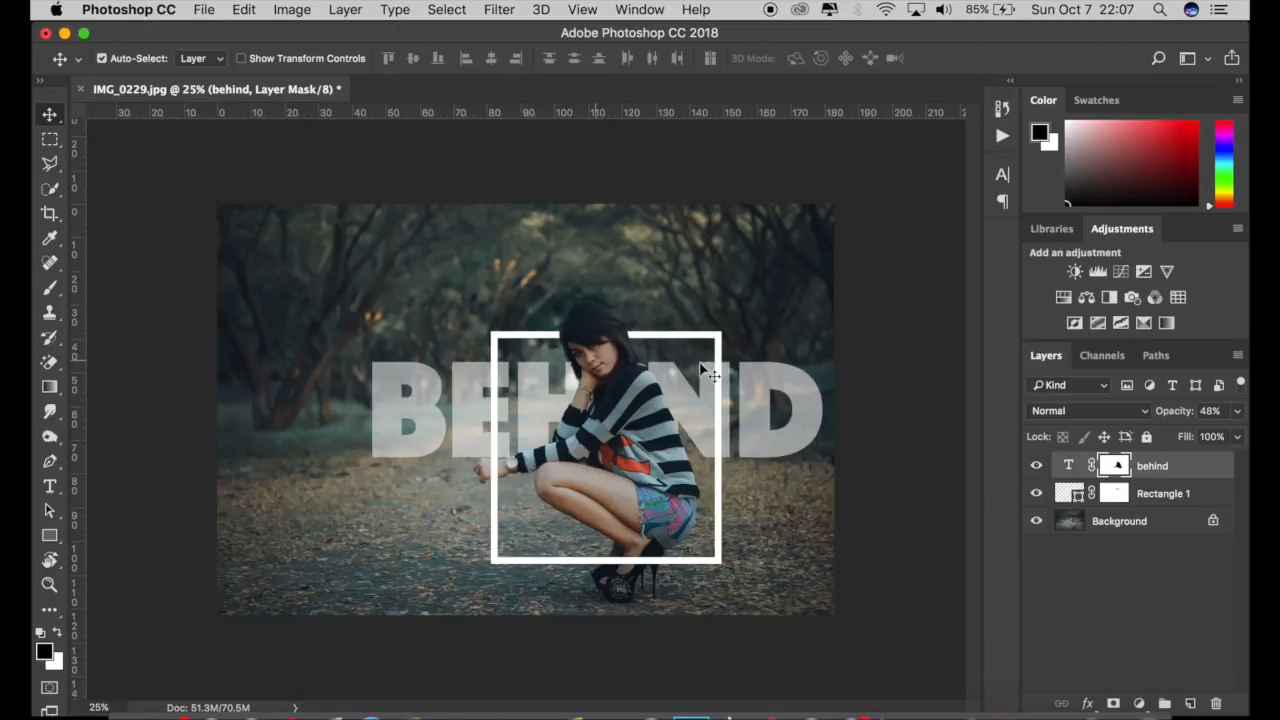 Photoshop CC File Edit Image Layer Type Select Filter 3D View Window Help 85% Sun Oct 7 22:07
Adobe Photoshop CC 2018
Auto-Select: Layer Show Transform Controls 3D Mode:
IMG_0229.jpg @ 25% (behind, Layer Mask/8) *
30 20 10 0 10 20 30 40 50 60 70 80 90 100 110 120 130 140 150 160 170 180 190 200 210
Color Swatches
Libraries Adjustments
Add an adjustment
Layers Channels Paths
Kind
Normal Opacity: 48%
Lock: Fill: 100%
behind
Rectangle 1
Background
BEHIND
25% Doc: 51.3M/70.5M